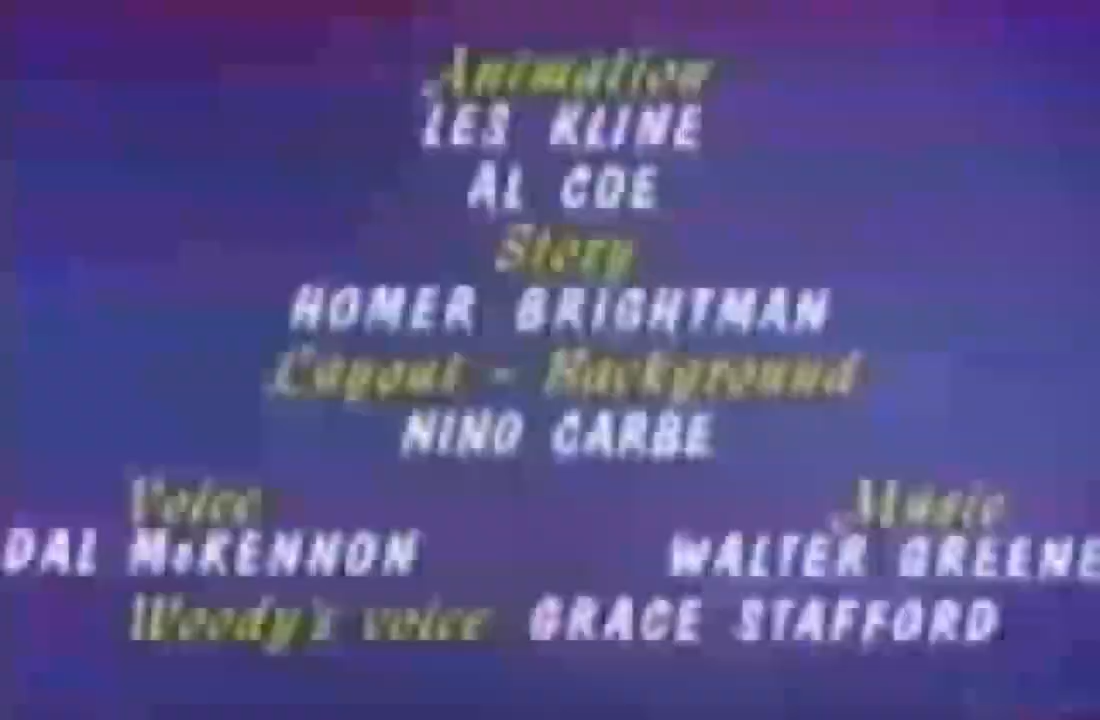 Animation
LES KLINE
AL COE
Story
HOMER BRIGHTMAN
Layout - Background
NINO CARBE
Voice Music
DAL McKENNON WALTER GREENE
Woody's voice GRACE STAFFORD